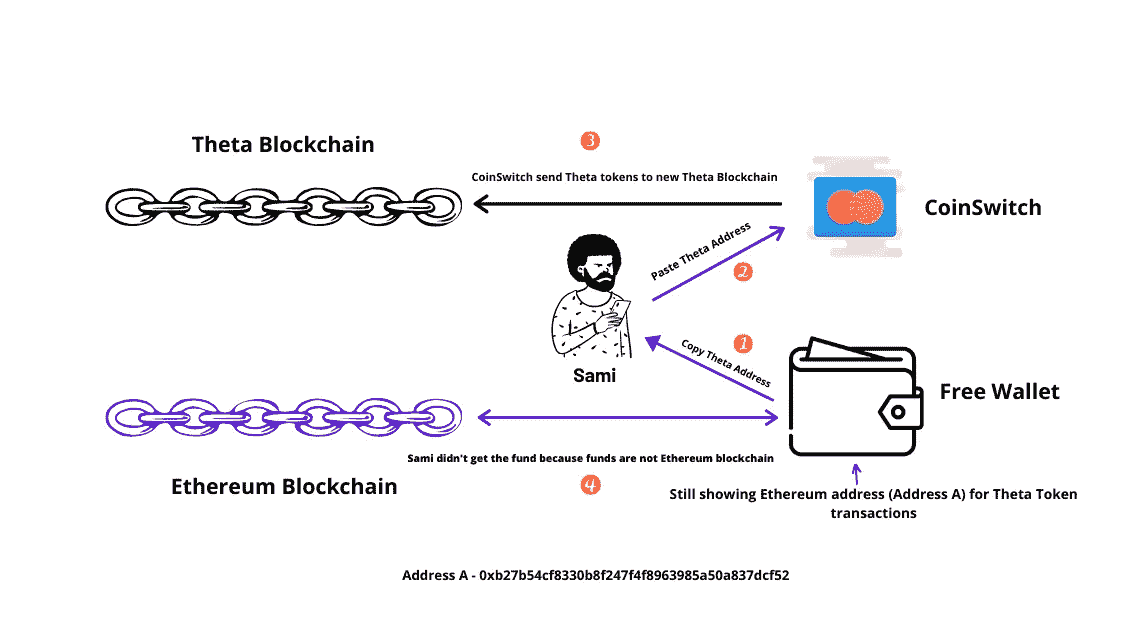 Theta Blockchain
3
CoinSwitch send Theta tokens to new Theta Blockchain
CoinSwitch
Paste Theta Address
2
1
Copy Theta Address
Sami
Free Wallet
Sami didn't get the fund because funds are not Ethereum blockchain
4
Ethereum Blockchain
Still showing Ethereum address (Address A) for Theta Token
transactions
Address A - 0xb27b54cf8330b8f247f4f8963985a50a837dcf52